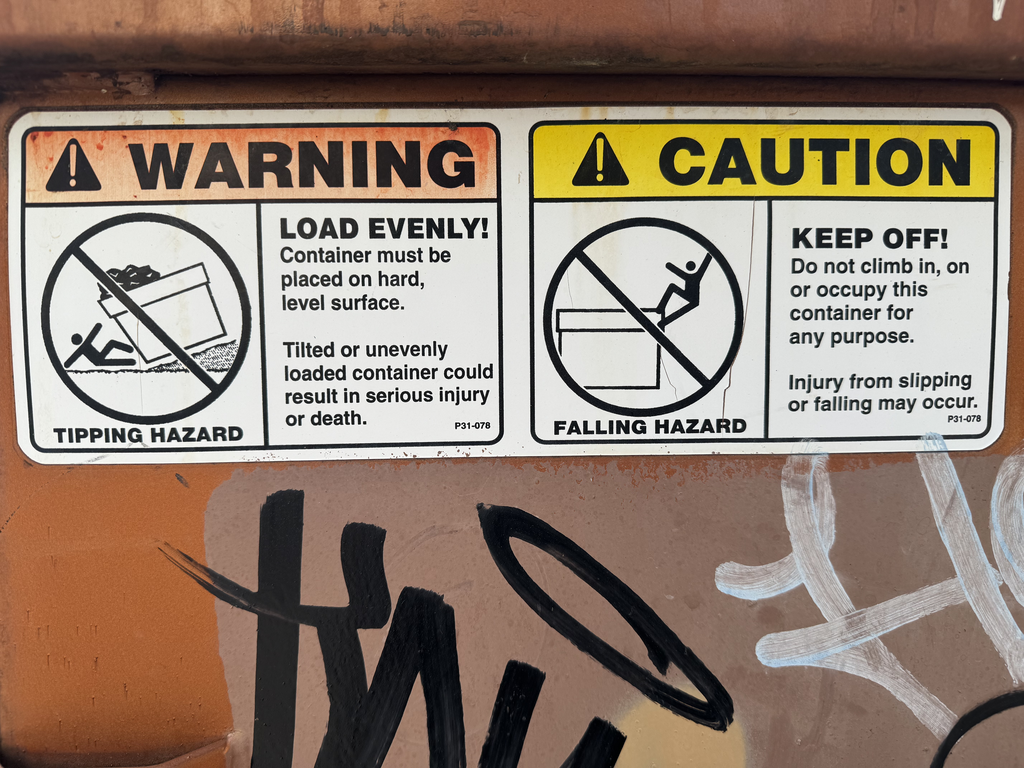 WARNING
LOAD EVENLY!
Container must be
placed on hard,
level surface.
Tilted or unevenly
loaded container could
result in serious injury
or death.
P31-078
TIPPING HAZARD
CAUTION
KEEP OFF!
Do not climb in, on
or occupy this
container for
any purpose.
Injury from slipping
or falling may occur.
P31-078
FALLING HAZARD